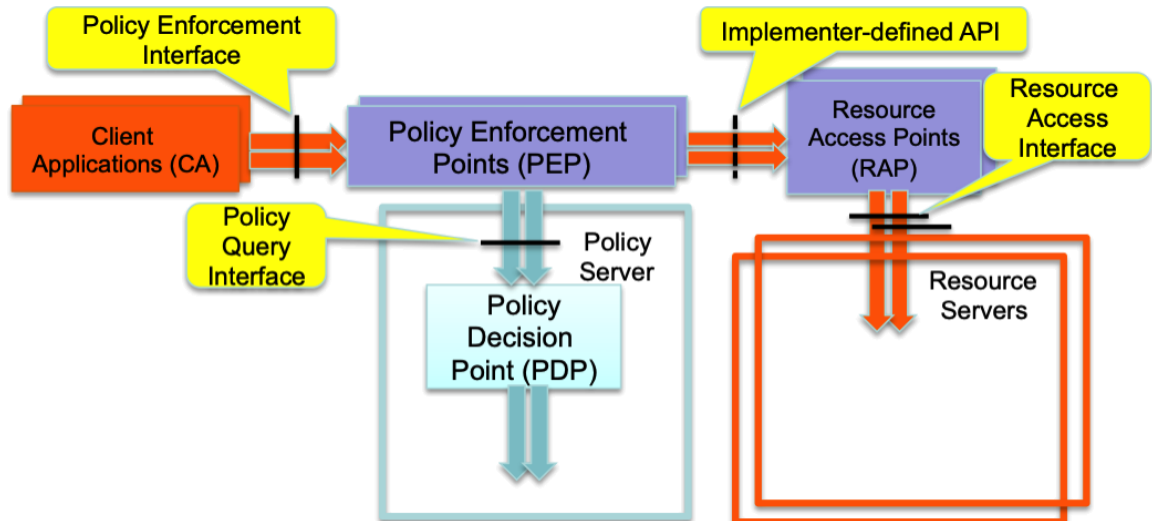 Policy Enforcement
Interface
Implementer-defined API
Client
Applications (CA)
Policy Enforcement
Points (PEP)
Resource
Access Points
(RAP)
Resource
Access
Interface
Policy
Query
Interface
Policy
Server
Policy
Decision
Point (PDP)
Resource
Servers